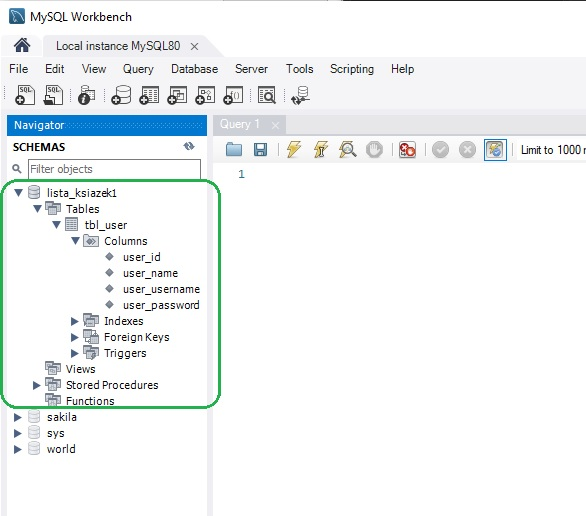 MySQL Workbench
Local instance MySQL80
File Edit View Query Database Server Tools Scripting Help
Navigator
Query 1
SCHEMAS
Limit to 1000 r
Filter objects
1
lista_ksiazek1
Tables
tbl_user
Columns
user_id
user_name
user_username
user_password
Indexes
Foreign Keys
Triggers
Views
Stored Procedures
Functions
sakila
sys
world